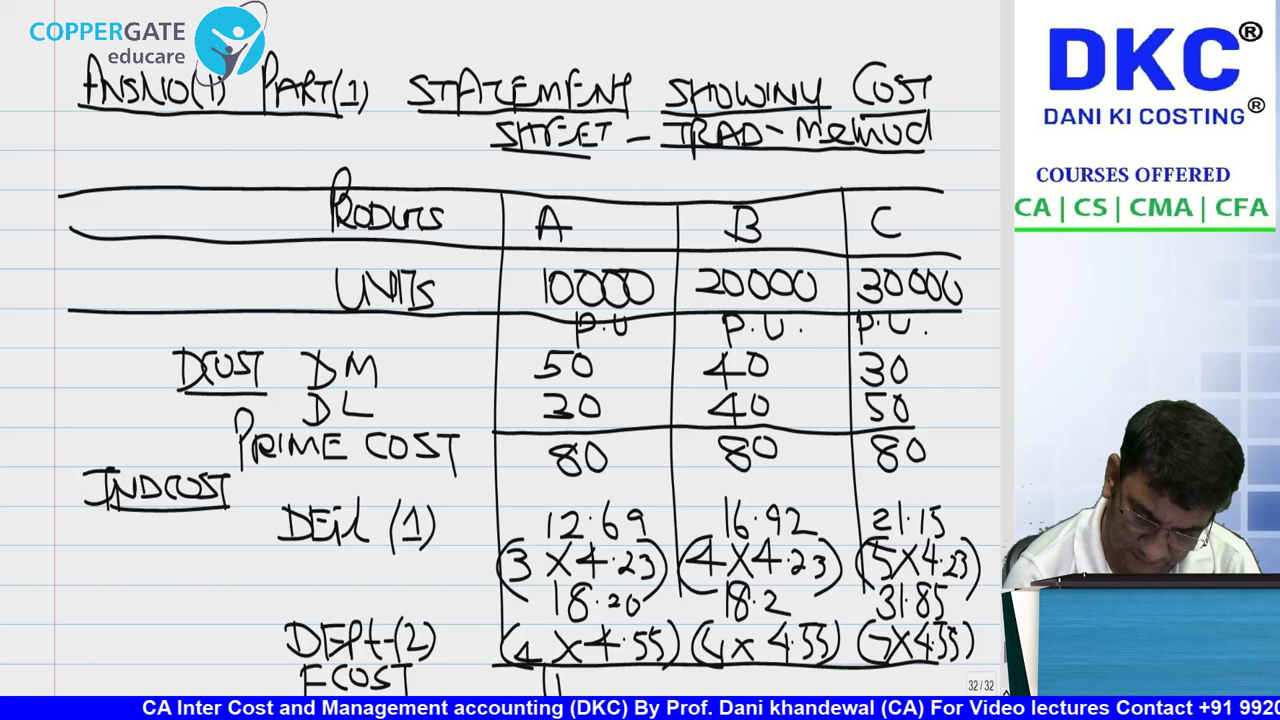 COPPERGATE
educare
ANSNO(4) PART(1) STATEMENT SHOWING COST
SHEET - TRAD-Method
PRODUCTS A B C
UNITS 10000 20000 30000
P.U P.U. P.U.
DCOST DM 50 40 30
DL 30 40 50
PRIME COST 80 80 80
INDCOST
DEPT (1) 12.69 16.92 21.15
(3 X 4.23) (4 X 4.23) (5 X 4.23)
18.20 18.2 31.85
DEPT-(2) (4 X 4.55) (4 X 4.55) (7 X 4.55)
FCOST 11
DKC®
DANI KI COSTING®
COURSES OFFERED
CA | CS | CMA | CFA
32 / 32
CA Inter Cost and Management accounting (DKC) By Prof. Dani khandewal (CA) For Video lectures Contact +91 9920